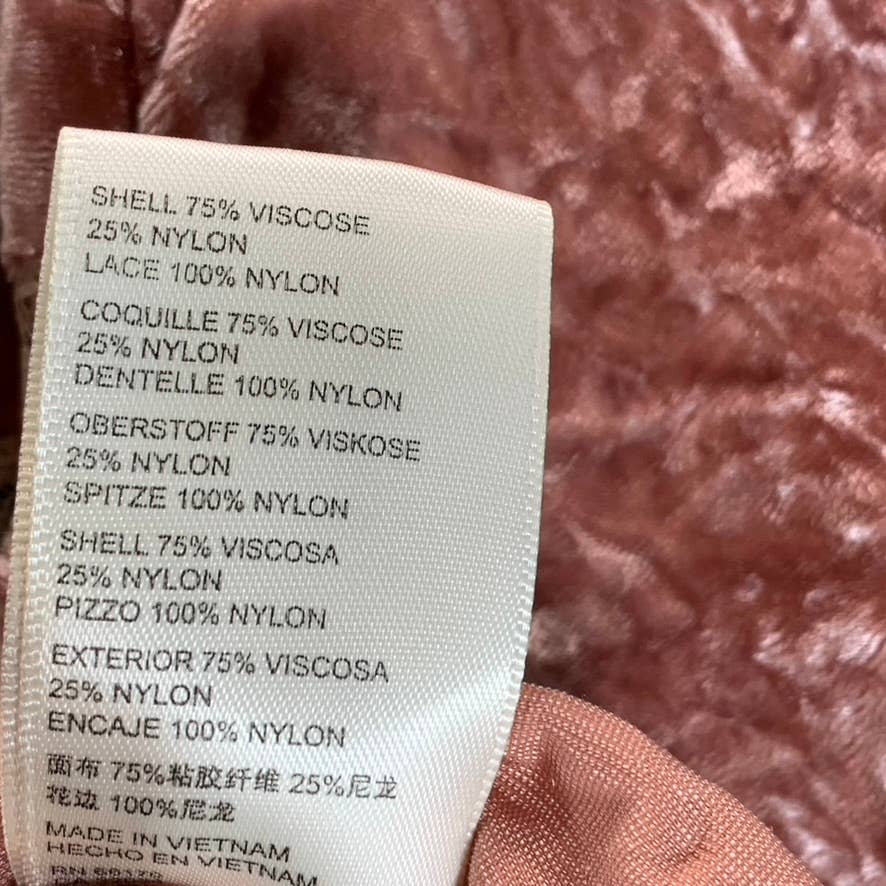 SHELL 75% VISCOSE
25% NYLON
LACE 100% NYLON
COQUILLE 75% VISCOSE
25% NYLON
DENTELLE 100% NYLON
OBERSTOFF 75% VISKOSE
25% NYLON
SPITZE 100% NYLON
SHELL 75% VISCOSA
25% NYLON
PIZZO 100% NYLON
EXTERIOR 75% VISCOSA
25% NYLON
ENCAJE 100% NYLON
面布 75%粘胶纤维 25%尼龙
花边 100%尼龙
MADE IN VIETNAM
HECHO EN VIETNAM
RN